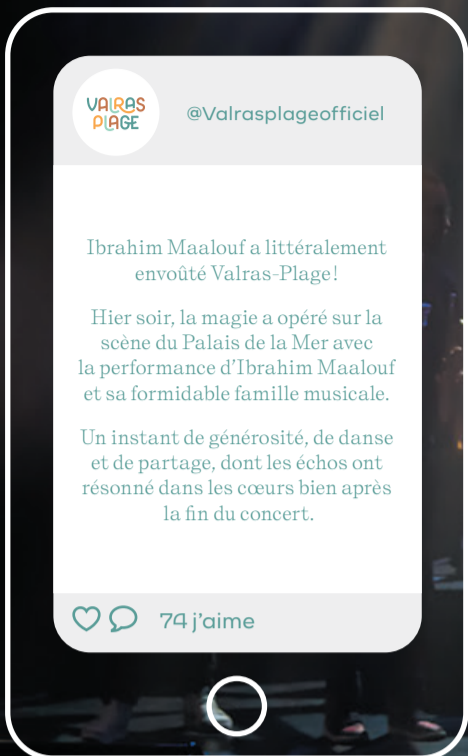 VALRAS
PLAGE
@Valrasplageofficiel
Ibrahim Maalouf a littéralement
envoûté Valras-Plage!
Hier soir, la magie a opéré sur la
scène du Palais de la Mer avec
la performance d’Ibrahim Maalouf
et sa formidable famille musicale.
Un instant de générosité, de danse
et de partage, dont les échos ont
résonné dans les cœurs bien après
la fin du concert.
74 j’aime